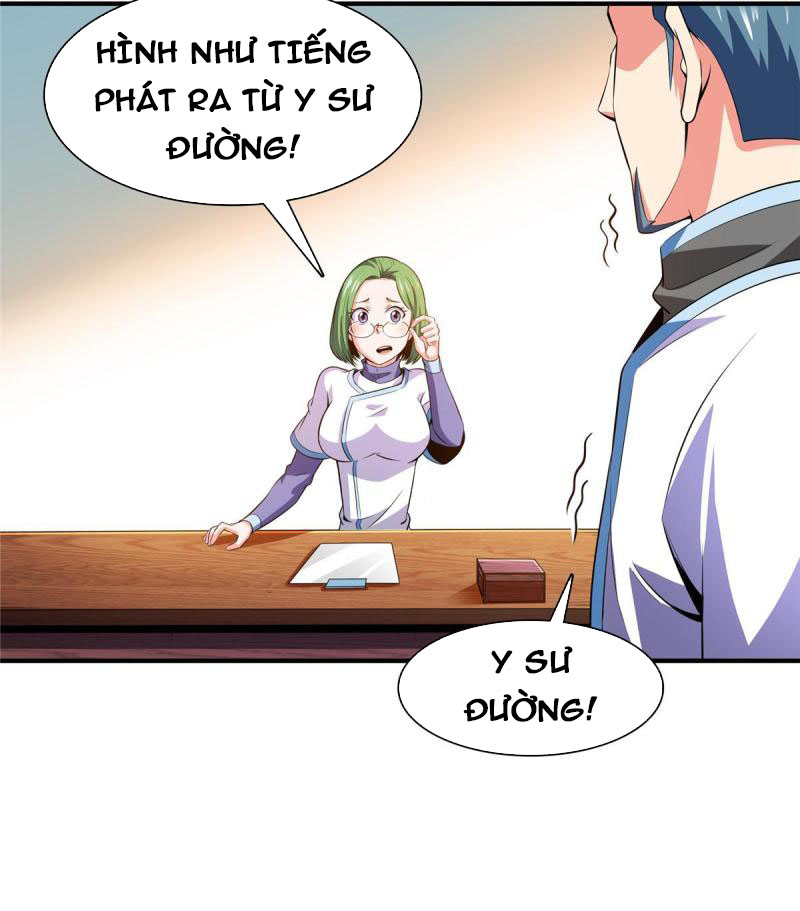 HÌNH NHƯ TIẾNG
PHÁT RA TỪ Y SƯ
ĐƯỜNG!
Y SƯ
ĐƯỜNG!